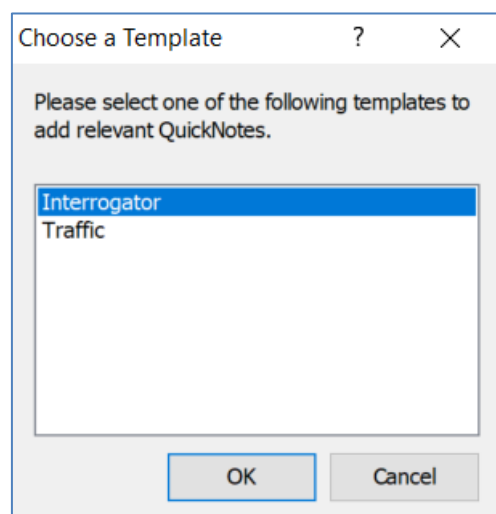 Choose a Template ?
Please select one of the following templates to
add relevant QuickNotes.
Interrogator
Traffic
OK Cancel